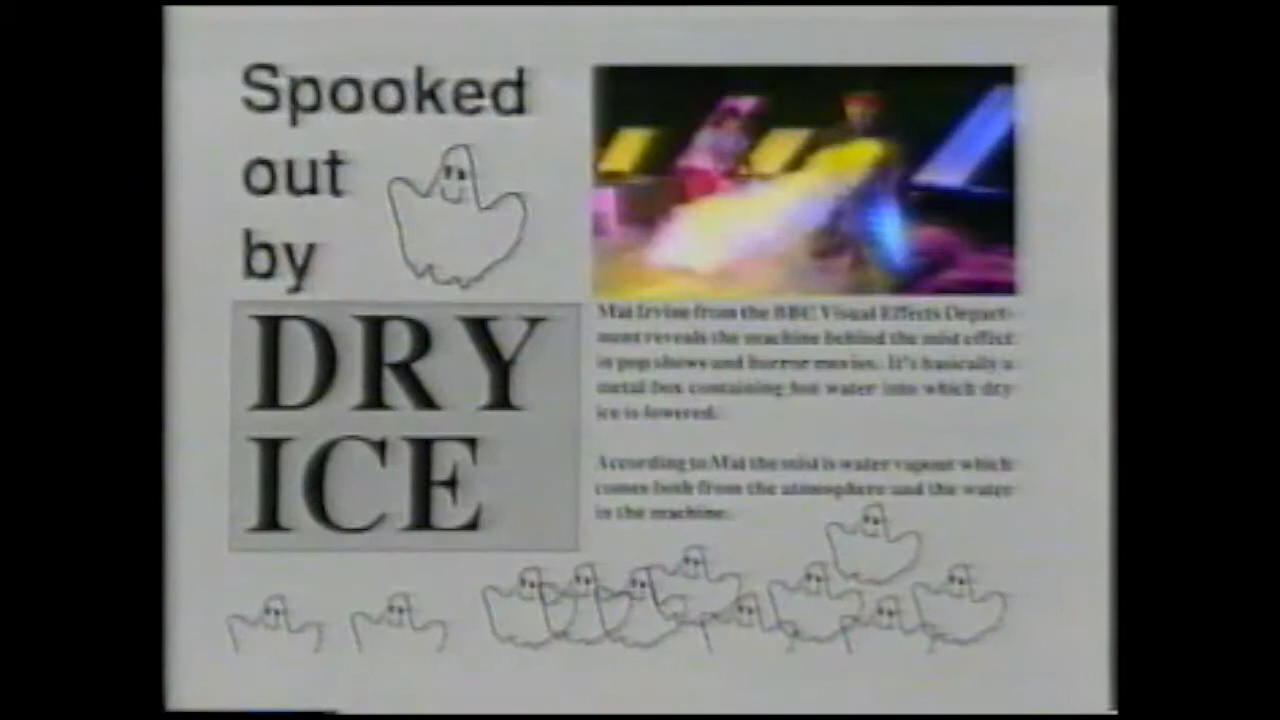 Spooked
out
by
DRY
ICE
Mat Irvine from the BBC Visual Effects Depart-
ment reveals the machine behind the mist effect
in pop shows and horror movies. It's basically a
metal box containing hot water into which dry
ice is lowered.
According to Mat the mist is water vapour which
comes both from the atmosphere and the water
in the machine.